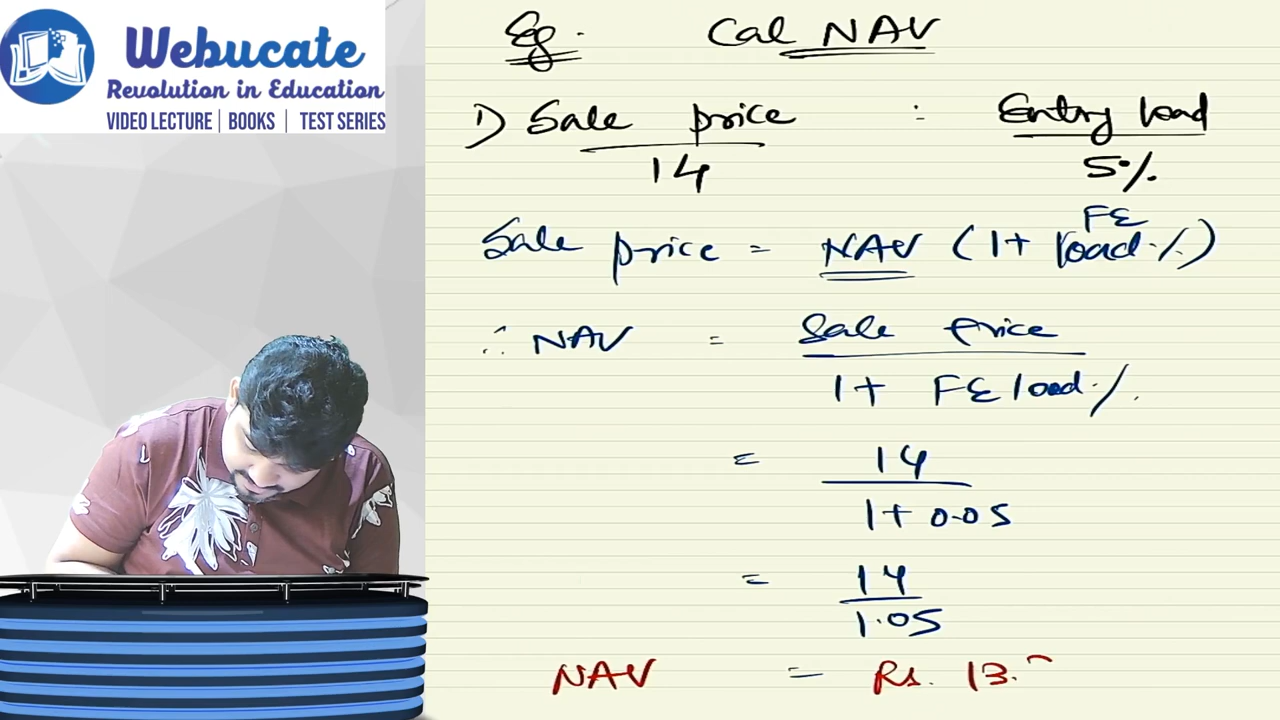 Webucate
Revolution in Education
VIDEO LECTURE | BOOKS | TEST SERIES
Eg. Cal NAV
1) Sale price : Entry load
14 5%
FE
Sale price = NAV (1+ load %)
∴ NAV = Sale Price
1+ FE load %.
= 14
1+ 0.05
= 14
1.05
NAV = Rs. 13.